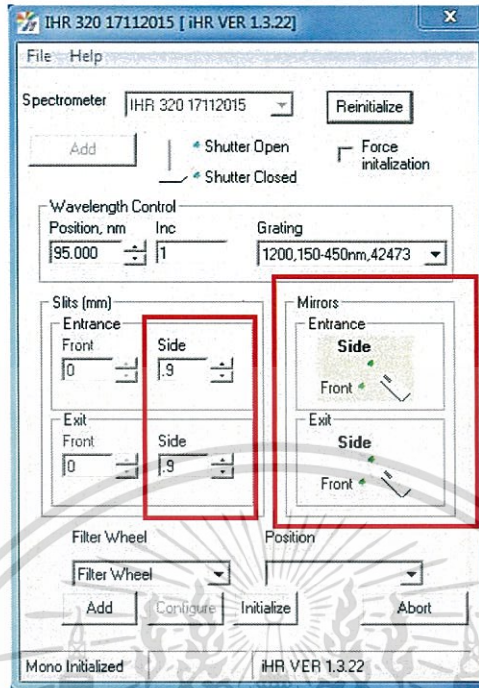 IHR 320 17112015 [ iHR VER 1.3.22]
X
File Help
Spectrometer
IHR 320 17112015
Reinitialize
Add
Shutter Open
Shutter Closed
Force
initalization
Wavelength Control
Position, nm
Inc
Grating
95.000
1
1200,150-450nm,42473
Slits (mm)
Entrance
Front
Side
0
.9
Exit
Front
Side
0
.9
Mirrors
Entrance
Side
Front
Exit
Side
Front
Filter Wheel
Position
Filter Wheel
Add
Configure
Initialize
Abort
Mono Initialized
iHR VER 1.3.22